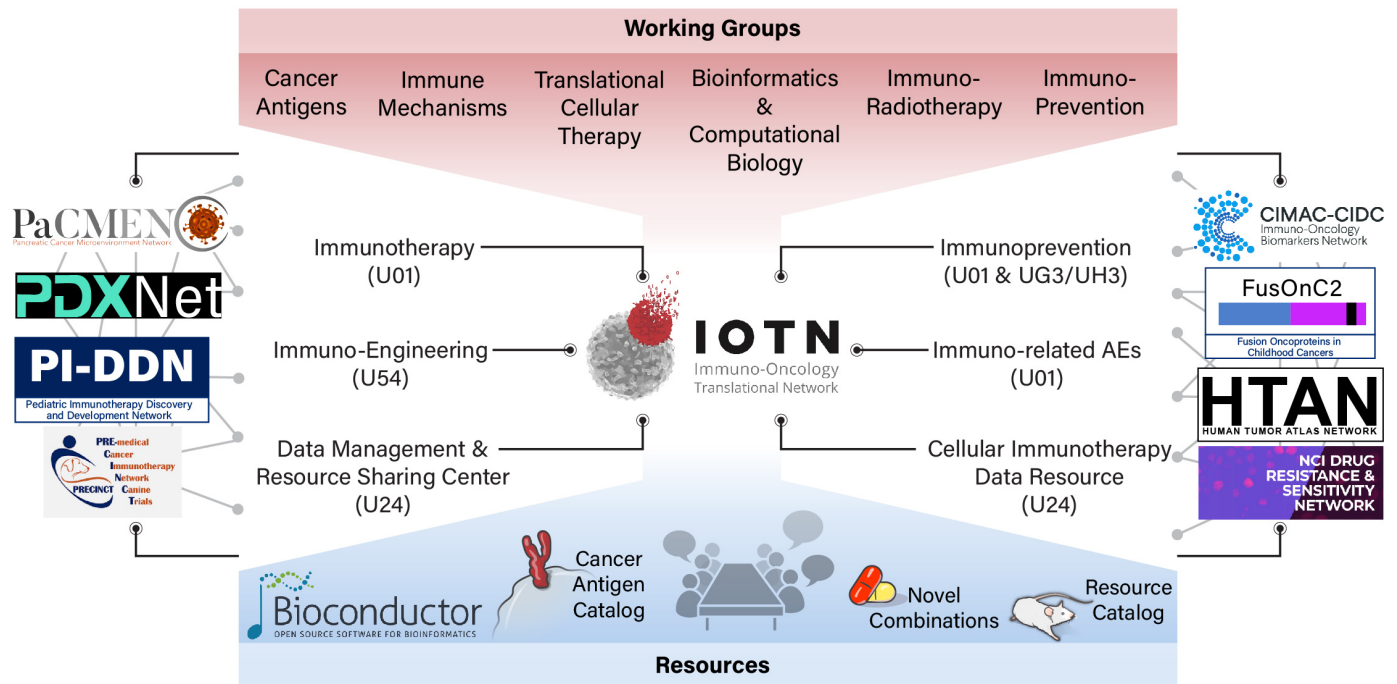 Working Groups
Cancer
Antigens
Immune
Mechanisms
Translational
Cellular
Therapy
Bioinformatics
&
Computational
Biology
Immuno-
Radiotherapy
Immuno-
Prevention
PaCMEN
Pancreatic Cancer Microenvironment Network
PDXNet
PI-DDN
Pediatric Immunotherapy Discovery
and Development Network
PRE-medical
Cancer
Immunotherapy
Network
Canine
Trials
PRECINCT
Immunotherapy
(U01)
Immuno-Engineering
(U54)
Data Management &
Resource Sharing Center
(U24)
IOTN
Immuno-Oncology
Translational Network
Immunoprevention
(U01 & UG3/UH3)
Immuno-related AEs
(U01)
Cellular Immunotherapy
Data Resource
(U24)
CIMAC-CIDC
Immuno-Oncology
Biomarkers Network
FusOnC2
Fusion Oncoproteins in
Childhood Cancers
HTAN
HUMAN TUMOR ATLAS NETWORK
NCI DRUG
RESISTANCE &
SENSITIVITY
NETWORK
Bioconductor
OPEN SOURCE SOFTWARE FOR BIOINFORMATICS
Cancer
Antigen
Catalog
Novel
Combinations
Resource
Catalog
Resources